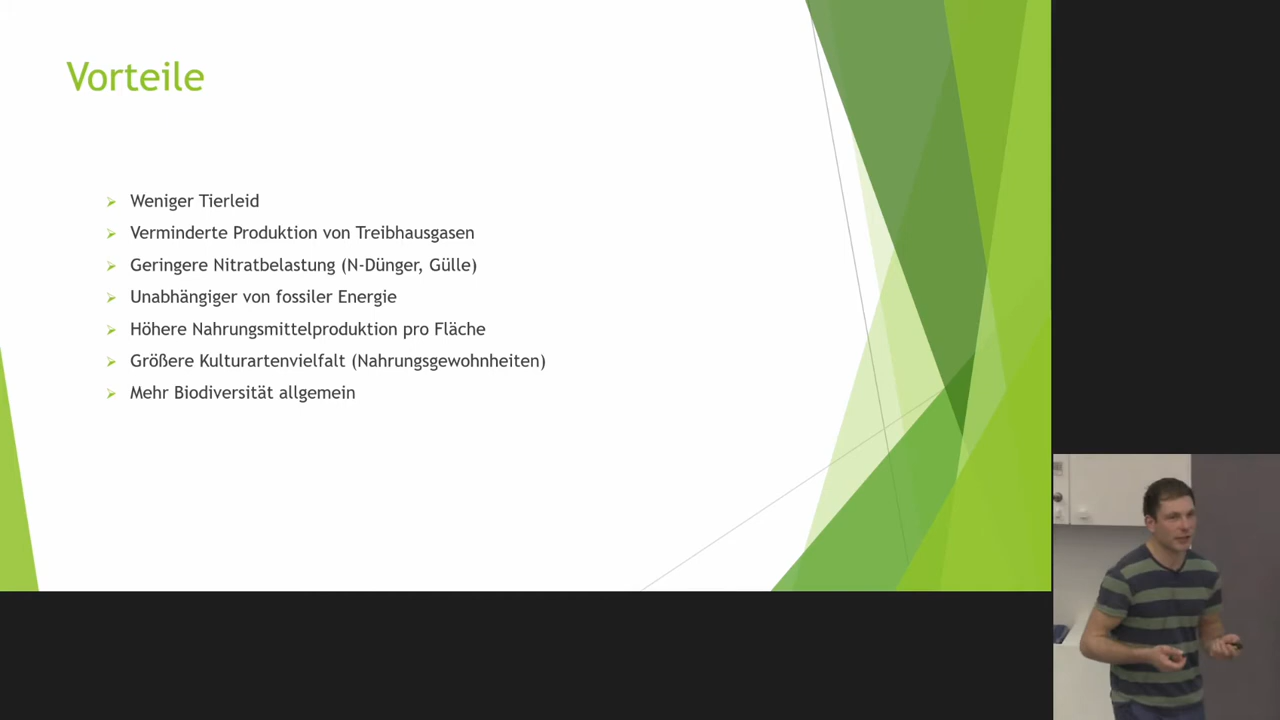 Vorteile
Weniger Tierleid
Verminderte Produktion von Treibhausgasen
Geringere Nitratbelastung (N-Dünger, Gülle)
Unabhängiger von fossiler Energie
Höhere Nahrungsmittelproduktion pro Fläche
Größere Kulturartenvielfalt (Nahrungsgewohnheiten)
Mehr Biodiversität allgemein